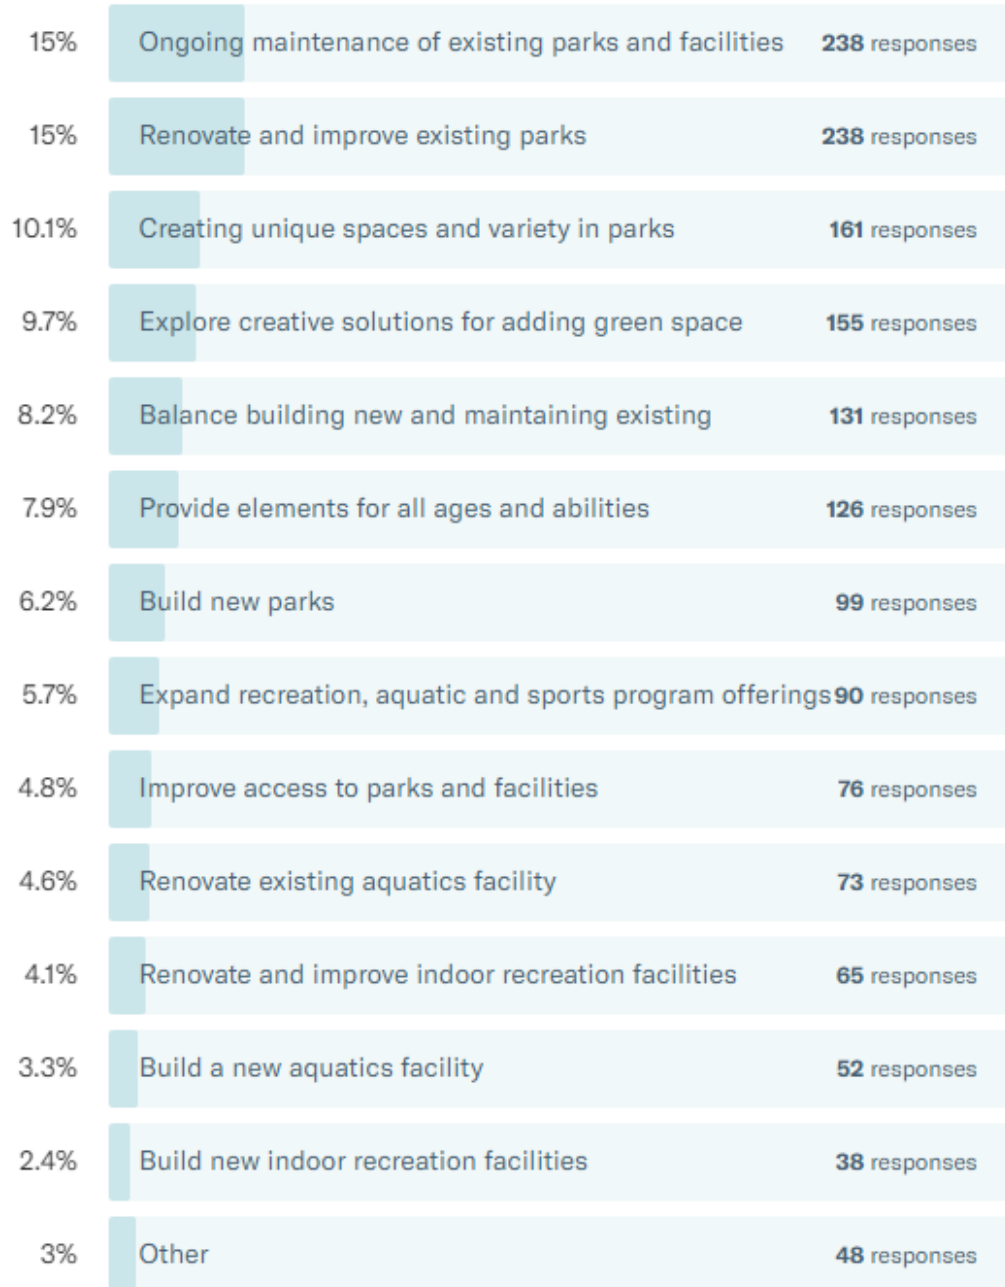 15% Ongoing maintenance of existing parks and facilities 238 responses
15% Renovate and improve existing parks 238 responses
10.1% Creating unique spaces and variety in parks 161 responses
9.7% Explore creative solutions for adding green space 155 responses
8.2% Balance building new and maintaining existing 131 responses
7.9% Provide elements for all ages and abilities 126 responses
6.2% Build new parks 99 responses
5.7% Expand recreation, aquatic and sports program offerings 90 responses
4.8% Improve access to parks and facilities 76 responses
4.6% Renovate existing aquatics facility 73 responses
4.1% Renovate and improve indoor recreation facilities 65 responses
3.3% Build a new aquatics facility 52 responses
2.4% Build new indoor recreation facilities 38 responses
3% Other 48 responses